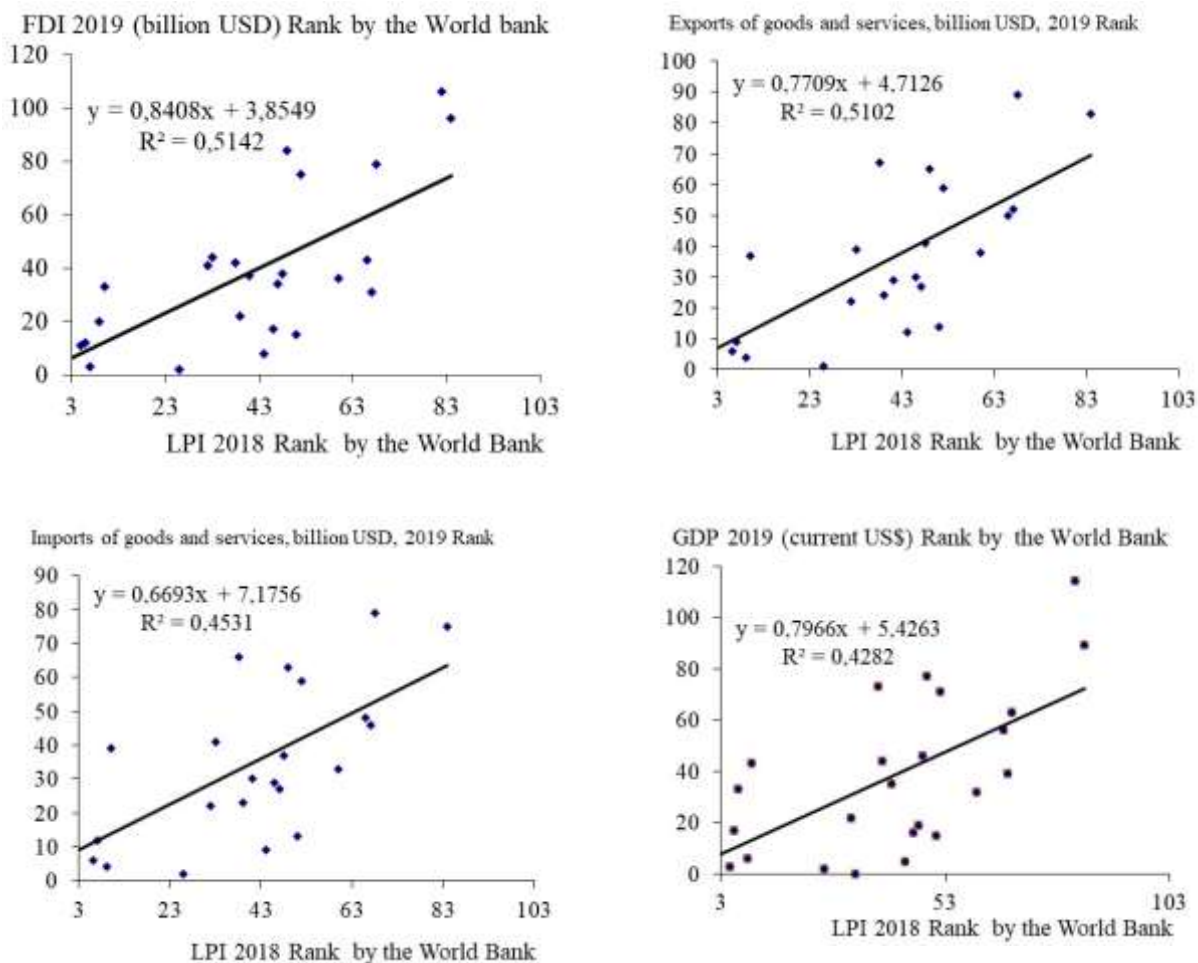 FDI 2019 (billion USD) Rank by the World bank
120
100
80
60
40
20
0
y = 0,8408x + 3,8549
R² = 0,5142
3 23 43 63 83 103
LPI 2018 Rank by the World Bank
Exports of goods and services, billion USD, 2019 Rank
100
90
80
70
60
50
40
30
20
10
0
y = 0,7709x + 4,7126
R² = 0,5102
3 23 43 63 83 103
LPI 2018 Rank by the World Bank
Imports of goods and services, billion USD, 2019 Rank
90
80
70
60
50
40
30
20
10
0
y = 0,6693x + 7,1756
R² = 0,4531
3 23 43 63 83 103
LPI 2018 Rank by the World Bank
GDP 2019 (current US$) Rank by the World Bank
120
100
80
60
40
20
0
y = 0,7966x + 5,4263
R² = 0,4282
3 53 103
LPI 2018 Rank by the World Bank